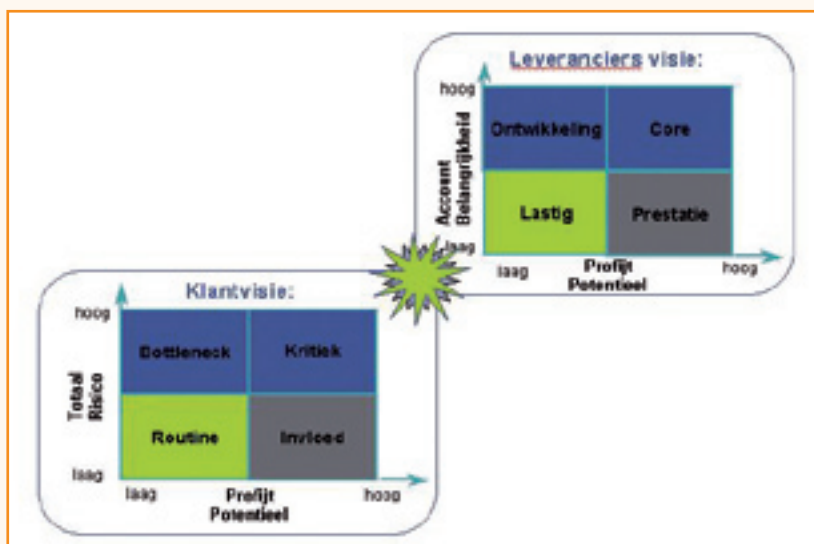 Leveranciers visie:
hoog
Account
Belangrijkheid
Ontwikkeling
Core
Lastig
Prestatie
laag
laag
Profijt
Potentieel
hoog
Klantvisie:
hoog
Totaal
Risico
Bottleneck
Kritiek
Routine
Invloed
laag
laag
Profijt
Potentieel
hoog